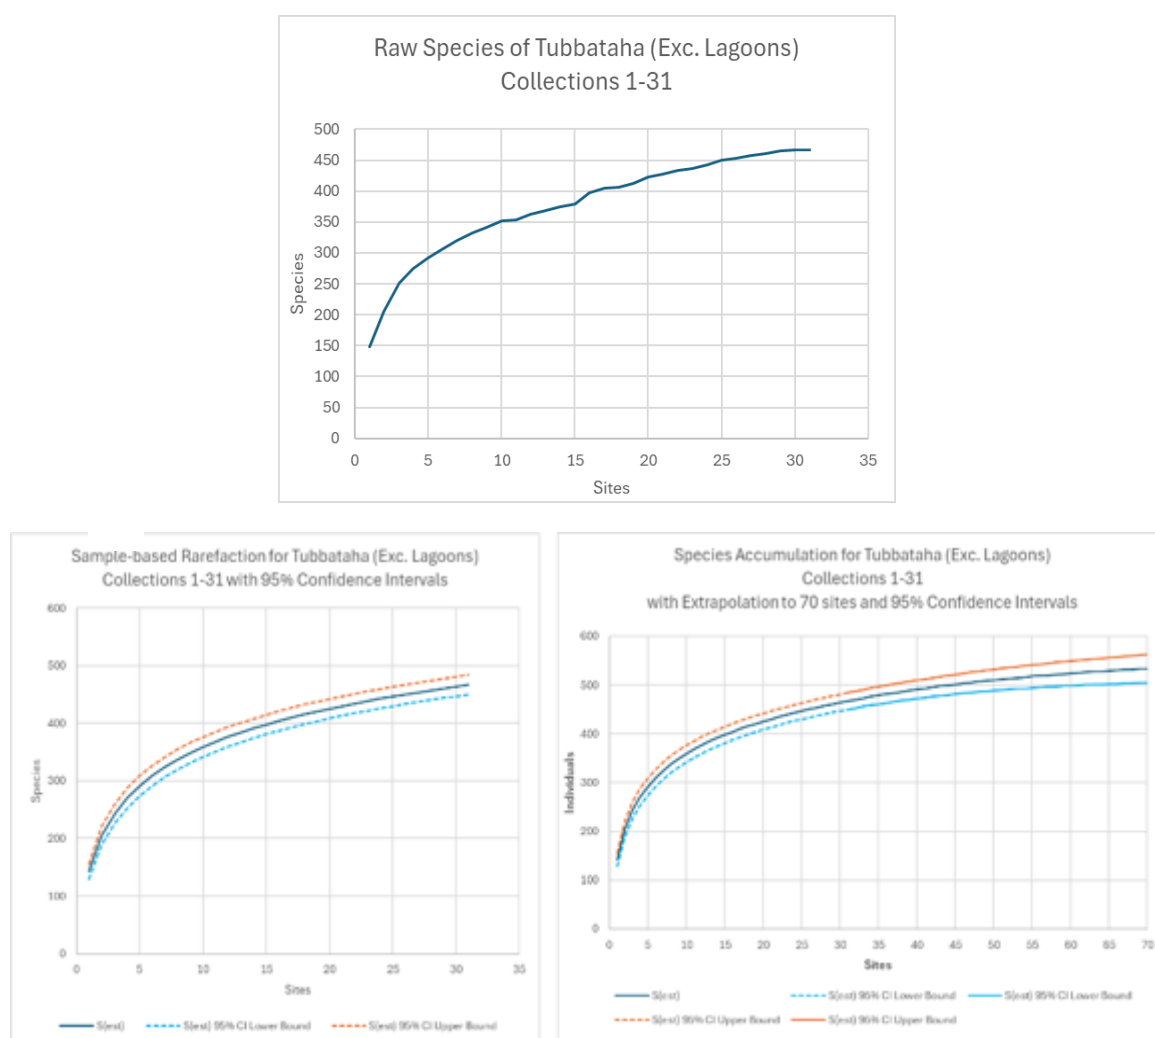 Raw Species of Tubbataha (Exc. Lagoons)
Collections 1-31
500
450
400
350
300
250
200
150
100
50
0
Species
0 5 10 15 20 25 30 35
Sites
Sample-based Rarefaction for Tubbataha (Exc. Lagoons)
Collections 1-31 with 95% Confidence Intervals
600
500
400
300
200
100
0
Species
0 5 10 15 20 25 30 35
Sites
S(est) S(est) 95% CI Lower Bound S(est) 95% CI Upper Bound
Species Accumulation for Tubbataha (Exc. Lagoons)
Collections 1-31
with Extrapolation to 70 sites and 95% Confidence Intervals
600
500
400
300
200
100
0
Individuals
0 5 10 15 20 25 30 35 40 45 50 55 60 65 70
Sites
S(est) S(est) 95% CI Lower Bound S(est) 95% CI Lower Bound
S(est) 95% CI Upper Bound S(est) 95% CI Upper Bound